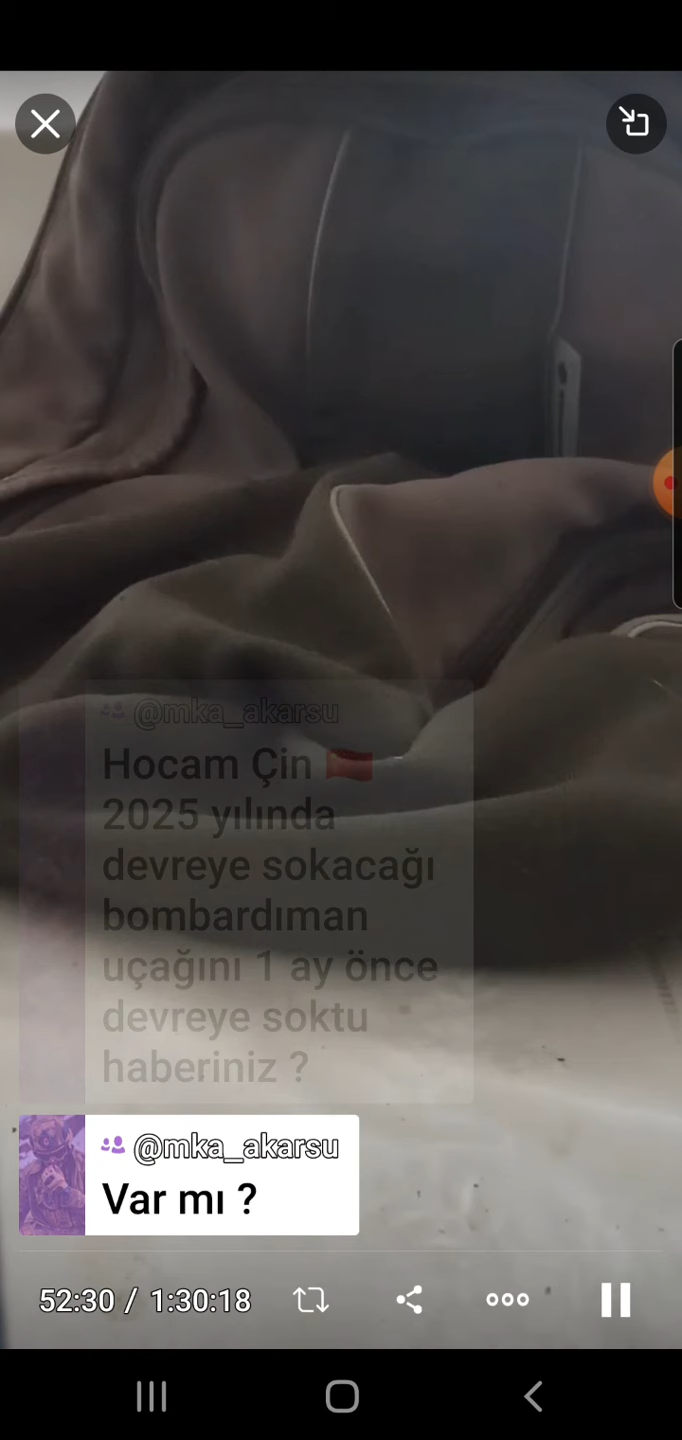 @mka_akarsu
Hocam Çin 🇨🇳
2025 yılında
devreye sokacağı
bombardıman
uçağını 1 ay önce
devreye soktu
haberiniz ?
@mka_akarsu
Var mı ?
52:30 / 1:30:18